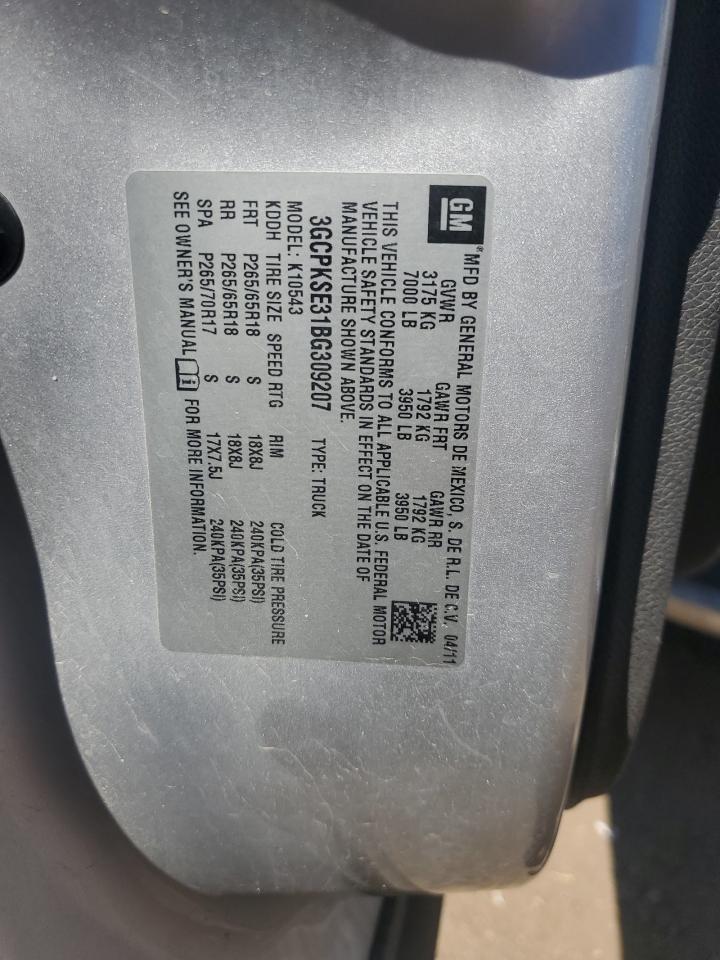 GM® MFD BY GENERAL MOTORS DE MEXICO, S. DE R.L. DE C.V. 04/11
GVWR GAWR FRT GAWR RR
3175 KG 1792 KG 1792 KG
7000 LB 3950 LB 3950 LB
THIS VEHICLE CONFORMS TO ALL APPLICABLE U.S. FEDERAL MOTOR
VEHICLE SAFETY STANDARDS IN EFFECT ON THE DATE OF
MANUFACTURE SHOWN ABOVE.
3GCPKSE31BG309207 TYPE: TRUCK
MODEL: K10543
KDDH TIRE SIZE SPEED RTG RIM COLD TIRE PRESSURE
FRT P265/65R18 S 18X8J 240KPA(35PSI)
RR P265/65R18 S 18X8J 240KPA(35PSI)
SPA P265/70R17 S 17X7.5J 240KPA(35PSI)
SEE OWNER'S MANUAL FOR MORE INFORMATION.